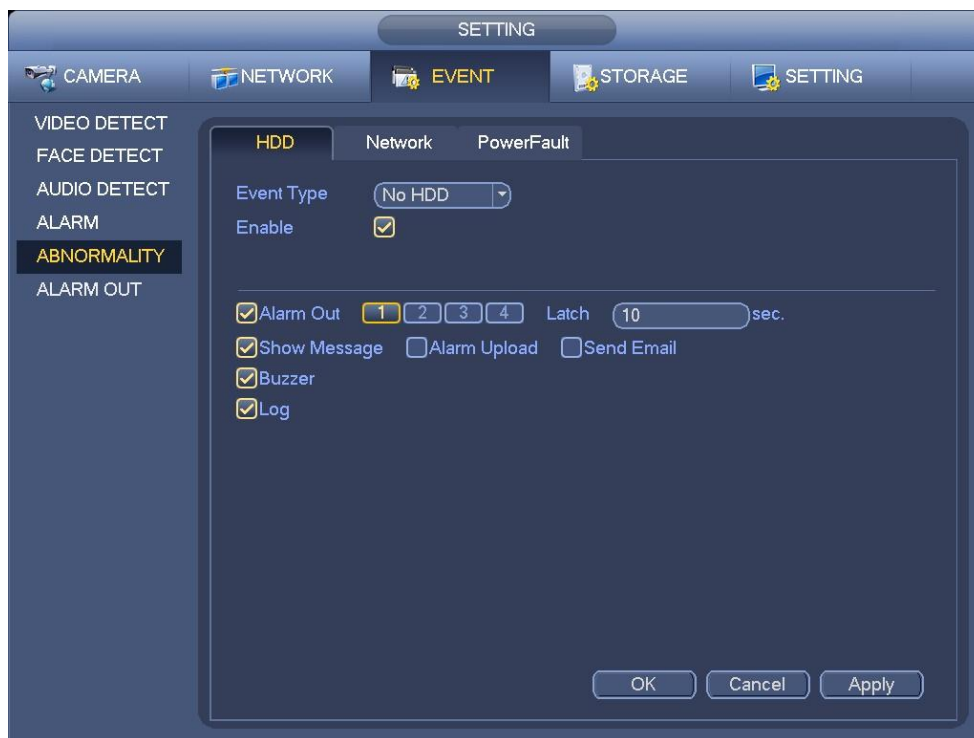 SETTING
CAMERA NETWORK EVENT STORAGE SETTING
VIDEO DETECT
FACE DETECT
AUDIO DETECT
ALARM
ABNORMALITY
ALARM OUT
HDD Network PowerFault
Event Type No HDD
Enable
Alarm Out 1 2 3 4 Latch 10 sec.
Show Message Alarm Upload Send Email
Buzzer
Log
OK Cancel Apply